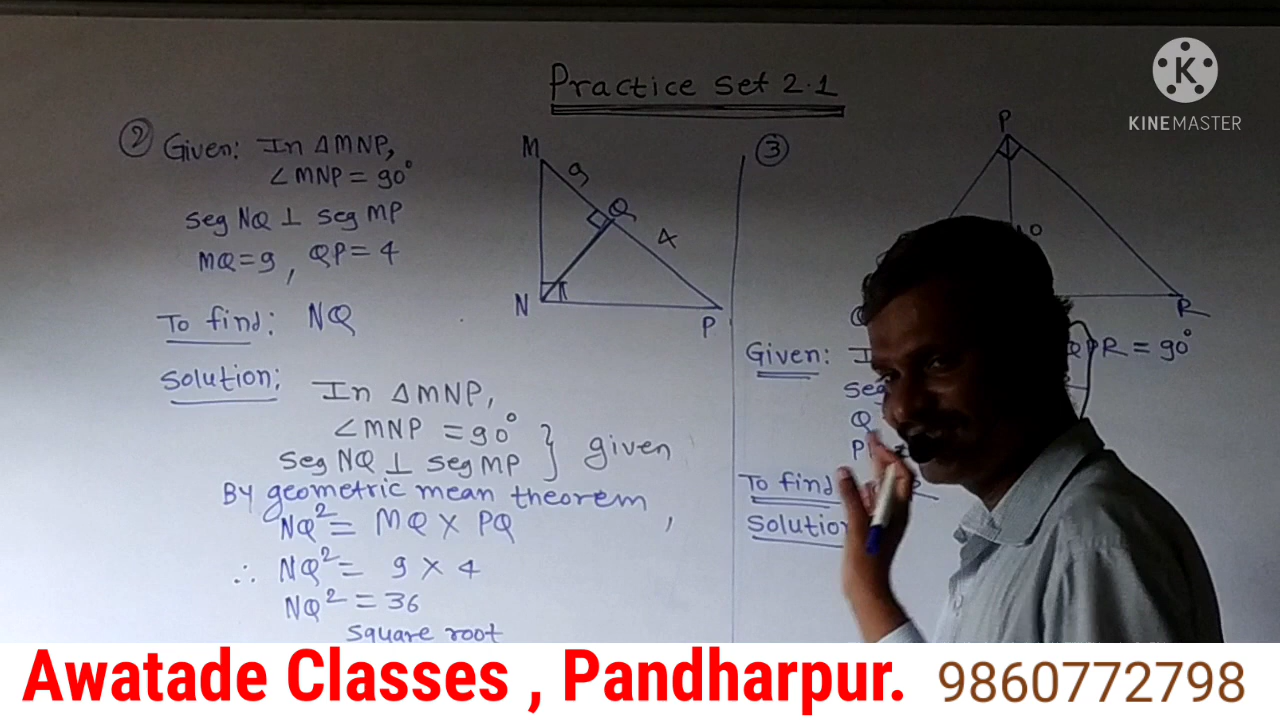 KINEMASTER
Practice Set 2.1
② Given: In ΔMNP,
∠MNP = 90°
seg NQ ⊥ seg MP
MQ = 9, QP = 4
To find: NQ
Solution:
In ΔMNP,
∠MNP = 90°
seg NQ ⊥ seg MP } given
By geometric mean theorem,
NQ² = MQ × PQ
∴ NQ² = 9 × 4
NQ² = 36
square root
M
9
Q
4
N
P
③
P
10
R
Q
Given: QPR = 90°
seg
Q
To find
Solution
Awatade Classes , Pandharpur. 9860772798